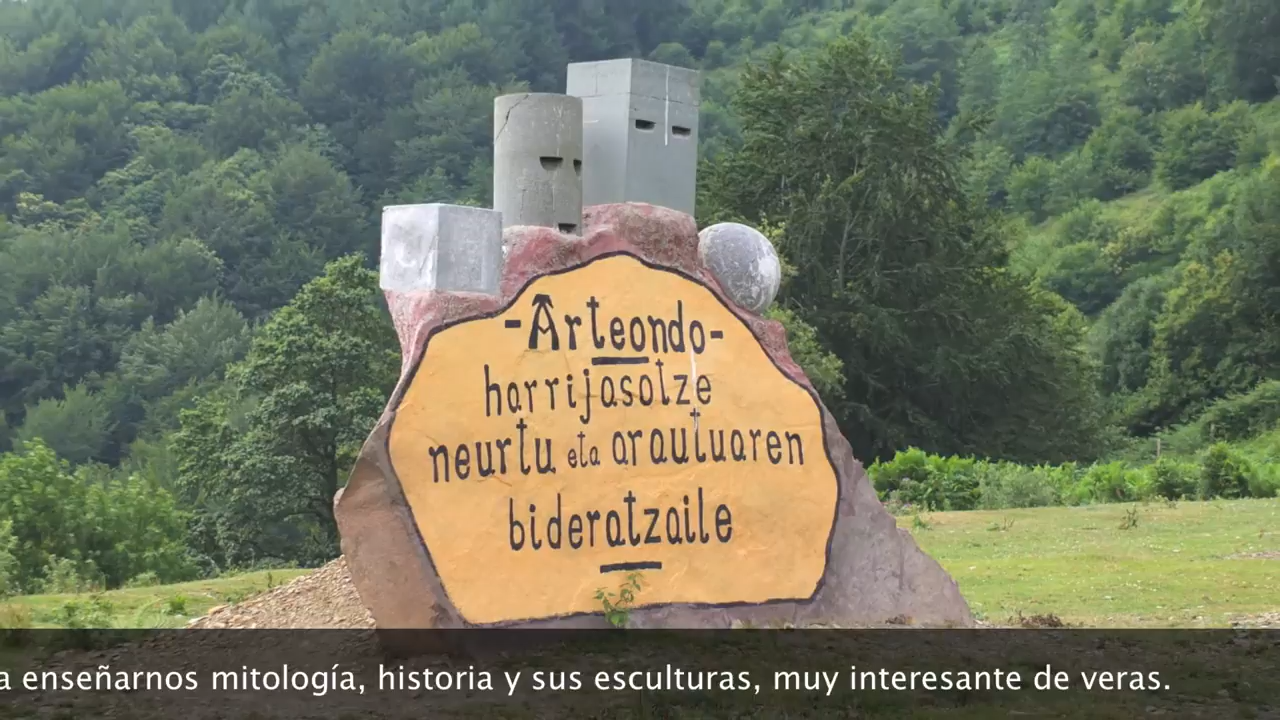 -Arteondo-
harrijasotze
neurtu eta arautuaren
bideratzaile
a enseñarnos mitología, historia y sus esculturas, muy interesante de veras.